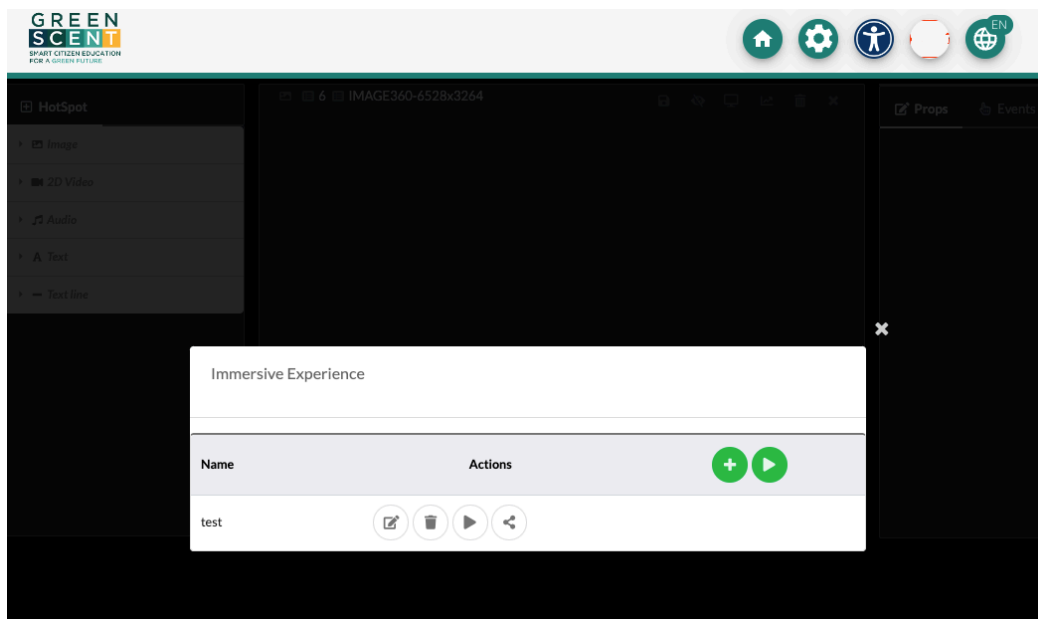 GREEN
SCENT
SMART CITIZEN EDUCATION
FOR A GREEN FUTURE
EN
HotSpot
6 IMAGE360-6528x3264
Props
Events
Image
2D Video
Audio
Text
Text line
Immersive Experience
Name Actions
test